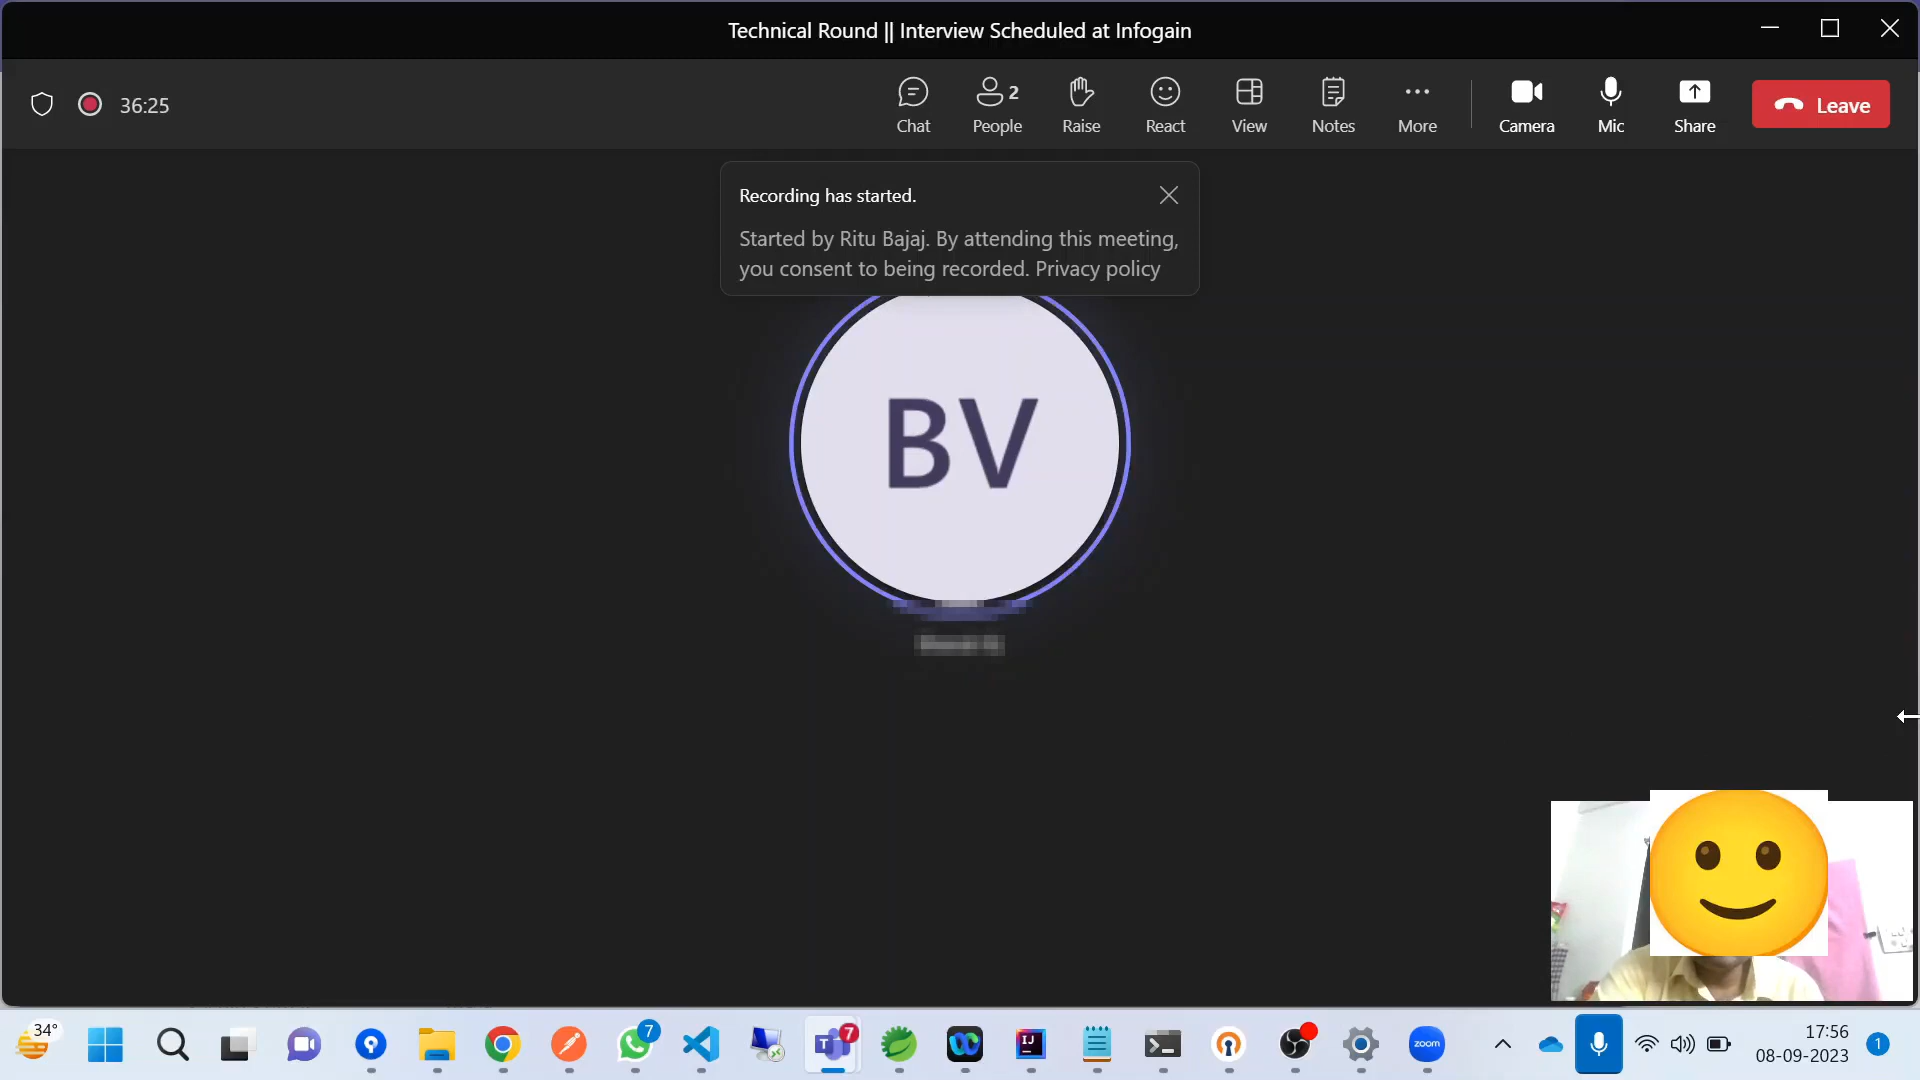 Technical Round || Interview Scheduled at Infogain
36:25
Chat
People
2
Raise
React
View
Notes
More
Camera
Mic
Share
Leave
Recording has started.
Started by Ritu Bajaj. By attending this meeting,
you consent to being recorded. Privacy policy
BV
34°
7
T
7
IJ
zoom
17:56
08-09-2023
1